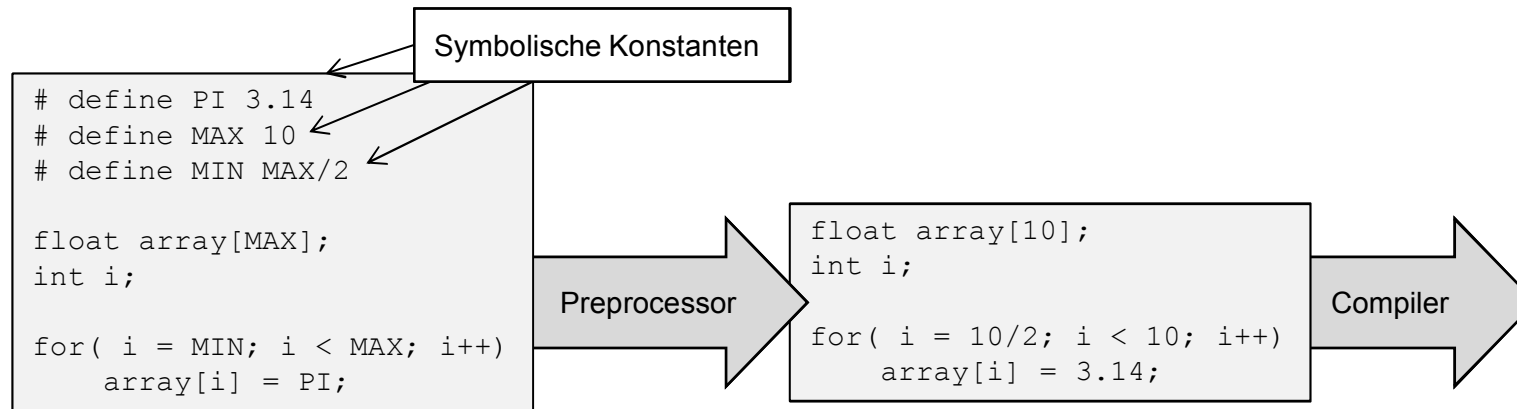 Symbolische Konstanten
# define PI 3.14
# define MAX 10
# define MIN MAX/2
float array[MAX];
int i;
for( i = MIN; i < MAX; i++)
    array[i] = PI;
Preprocessor
float array[10];
int i;
for( i = 10/2; i < 10; i++)
    array[i] = 3.14;
Compiler